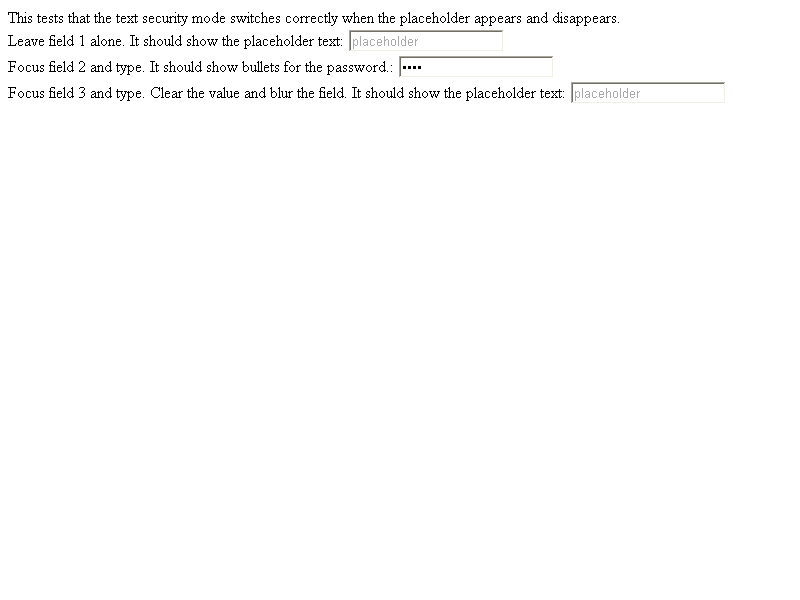 This tests that the text security mode switches correctly when the placeholder appears and disappears.
Leave field 1 alone. It should show the placeholder text: placeholder
Focus field 2 and type. It should show bullets for the password.: ••••
Focus field 3 and type. Clear the value and blur the field. It should show the placeholder text: placeholder